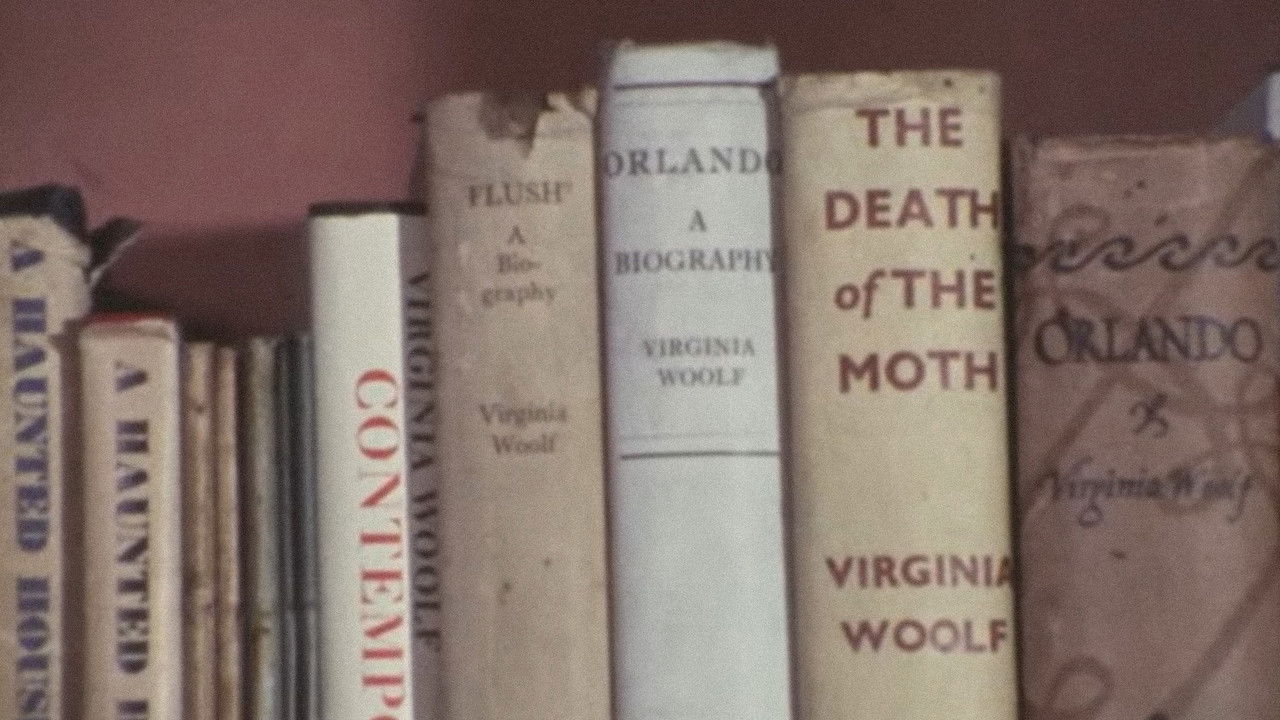 A HAUNTED HOUS
A HAUNTED H
CONTEMPO
VIRGINIA WOOLF
FLUSH
A
Bio-
graphy
Virginia
Woolf
ORLANDO
A
BIOGRAPHY
VIRGINIA
WOOLF
THE
DEATH
of THE
MOTH
VIRGINIA
WOOLF
ORLANDO
Virginia Woolf